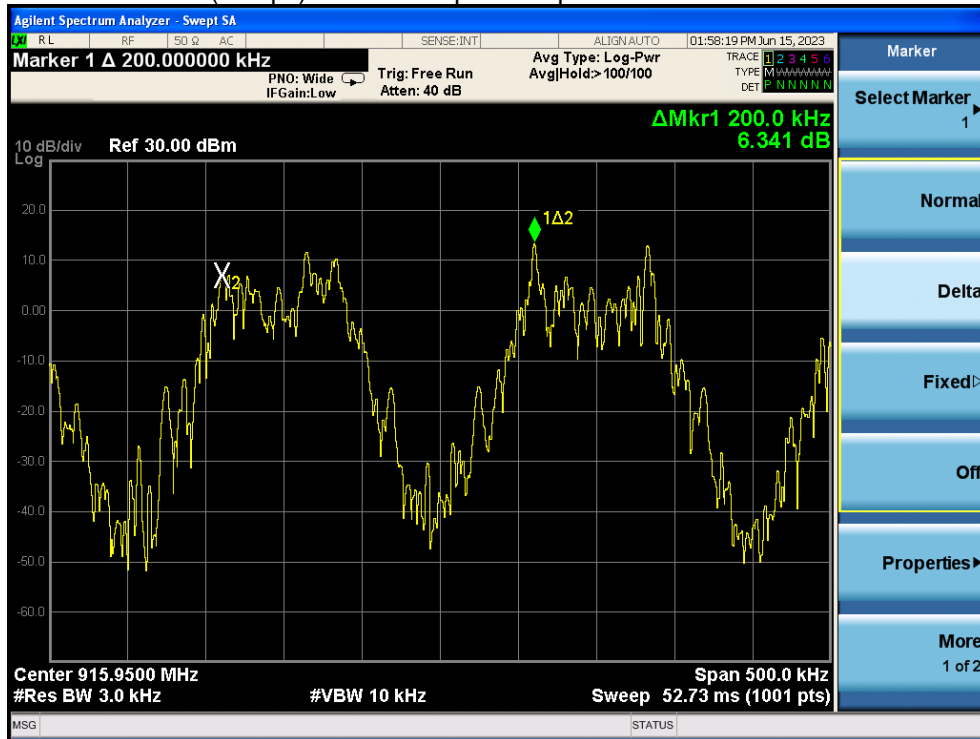 Agilent Spectrum Analyzer - Swept SA
LXI RL RF 50 Ω AC SENSE:INT ALIGN AUTO 01:58:19 PM Jun 15, 2023
Marker 1 Δ 200.000000 kHz
PNO: Wide
IFGain:Low
Trig: Free Run
Atten: 40 dB
Avg Type: Log-Pwr
Avg|Hold:>100/100
TRACE 1 2 3 4 5 6
TYPE M
DET P N N N N N
ΔMkr1 200.0 kHz
6.341 dB
10 dB/div Ref 30.00 dBm
Log
20.0
10.0
0.00
-10.0
-20.0
-30.0
-40.0
-50.0
-60.0
1Δ2
X2
Center 915.9500 MHz Span 500.0 kHz
#Res BW 3.0 kHz #VBW 10 kHz Sweep 52.73 ms (1001 pts)
MSG STATUS
Marker
Select Marker
1
Normal
Delta
Fixed
Off
Properties
More
1 of 2